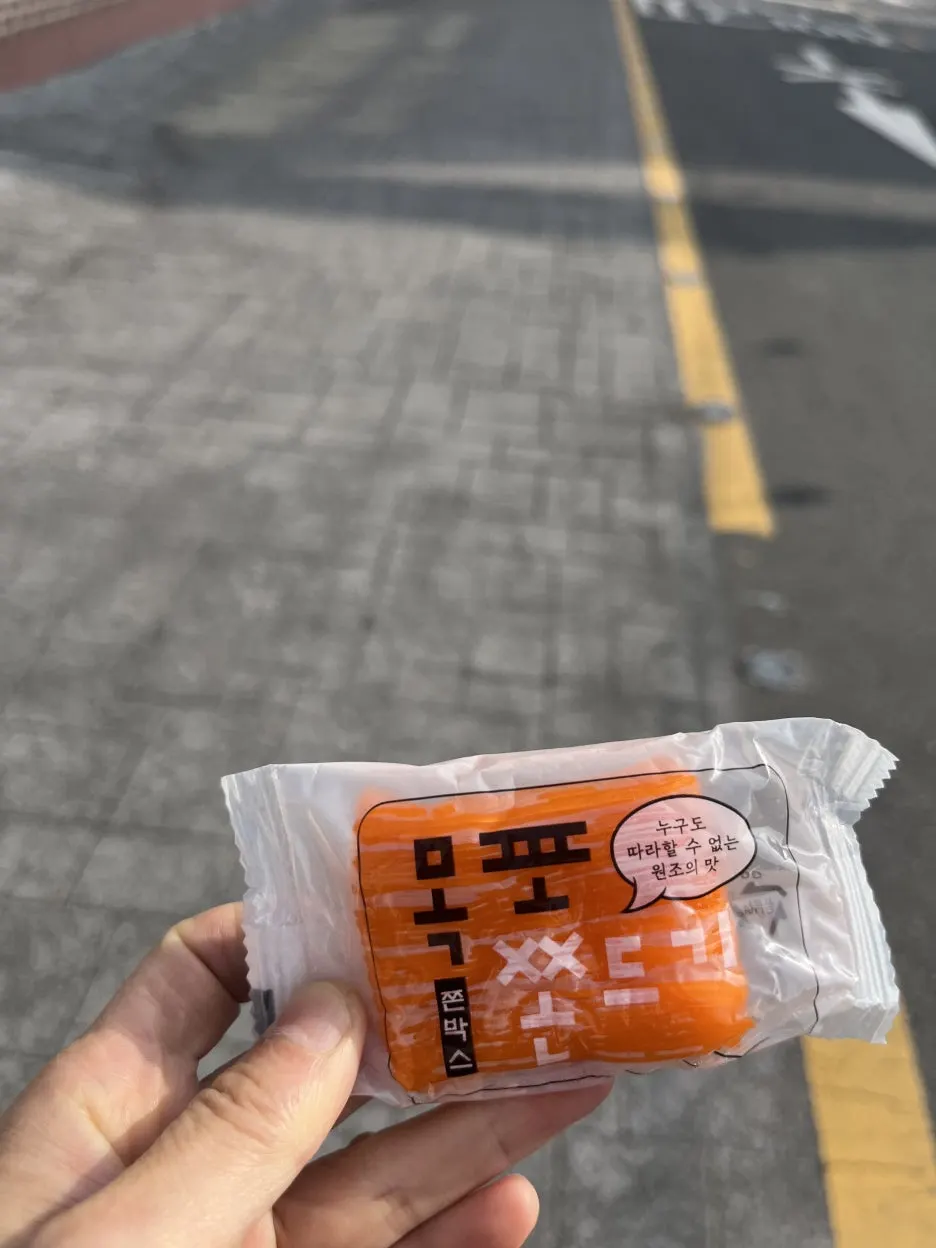 목포
누구도
따라할 수 없는
원조의 맛
쫀드기
쫀박스